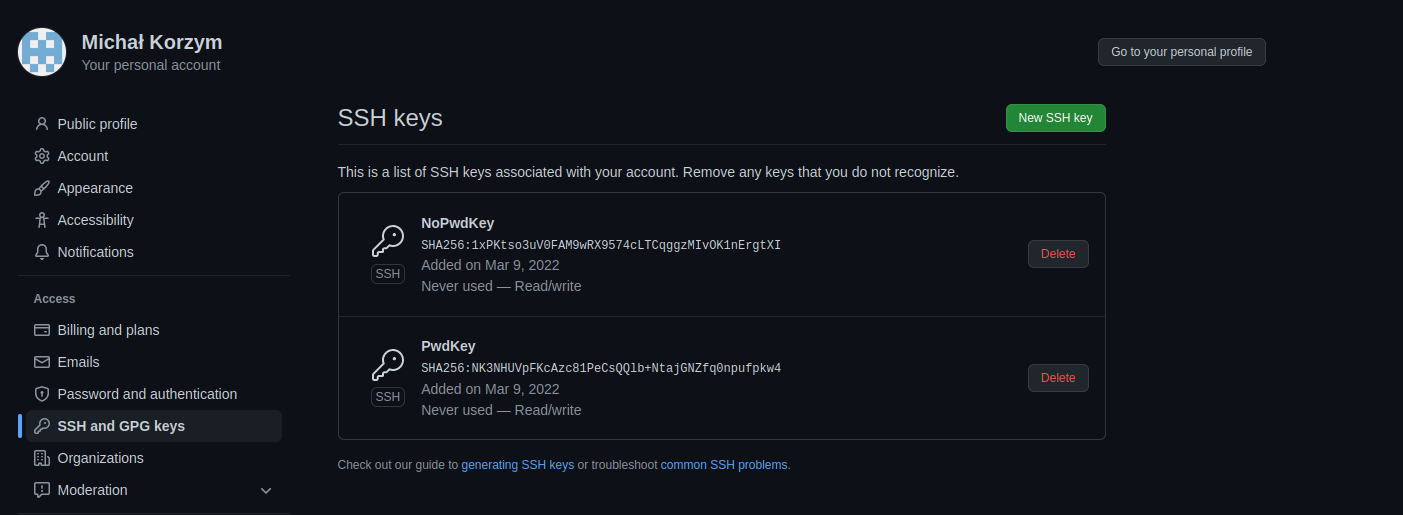 Michał Korzym
Your personal account
Go to your personal profile
Public profile
Account
Appearance
Accessibility
Notifications
Access
Billing and plans
Emails
Password and authentication
SSH and GPG keys
Organizations
Moderation
SSH keys
New SSH key
This is a list of SSH keys associated with your account. Remove any keys that you do not recognize.
NoPwdKey
SHA256:1xPKtso3uV0FAM9wRX9574cLTCqggzMIvOK1nErgtXI
SSH
Added on Mar 9, 2022
Never used — Read/write
Delete
PwdKey
SHA256:NK3NHUVpFKcAzc81PeCsQQlb+NtajGNZfq0npufpkw4
SSH
Added on Mar 9, 2022
Never used — Read/write
Delete
Check out our guide to generating SSH keys or troubleshoot common SSH problems.